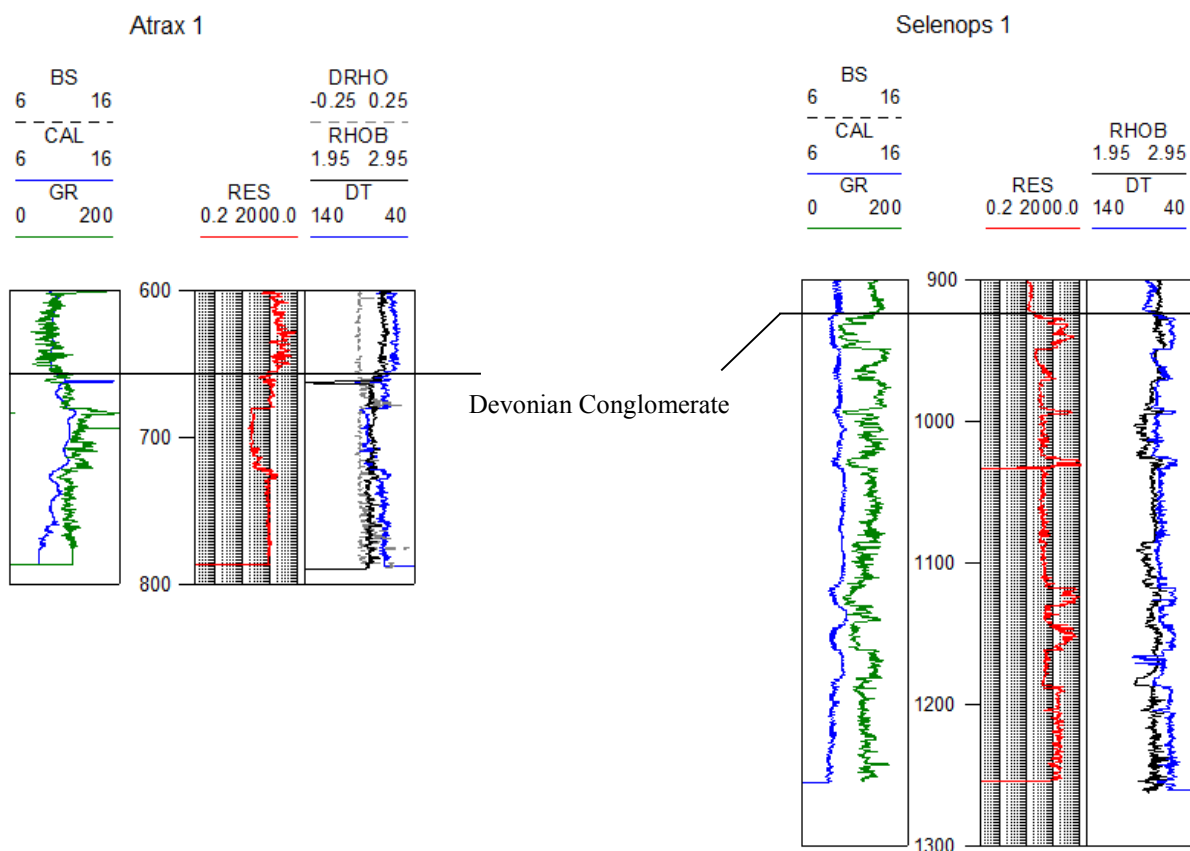 Atrax 1
BS
6 16
CAL
6 16
GR
0 200
RES
0.2 2000.0
DRHO
-0.25 0.25
RHOB
1.95 2.95
DT
140 40
600
700
800
Devonian Conglomerate
Selenops 1
BS
6 16
CAL
6 16
GR
0 200
RES
0.2 2000.0
RHOB
1.95 2.95
DT
140 40
900
1000
1100
1200
1300